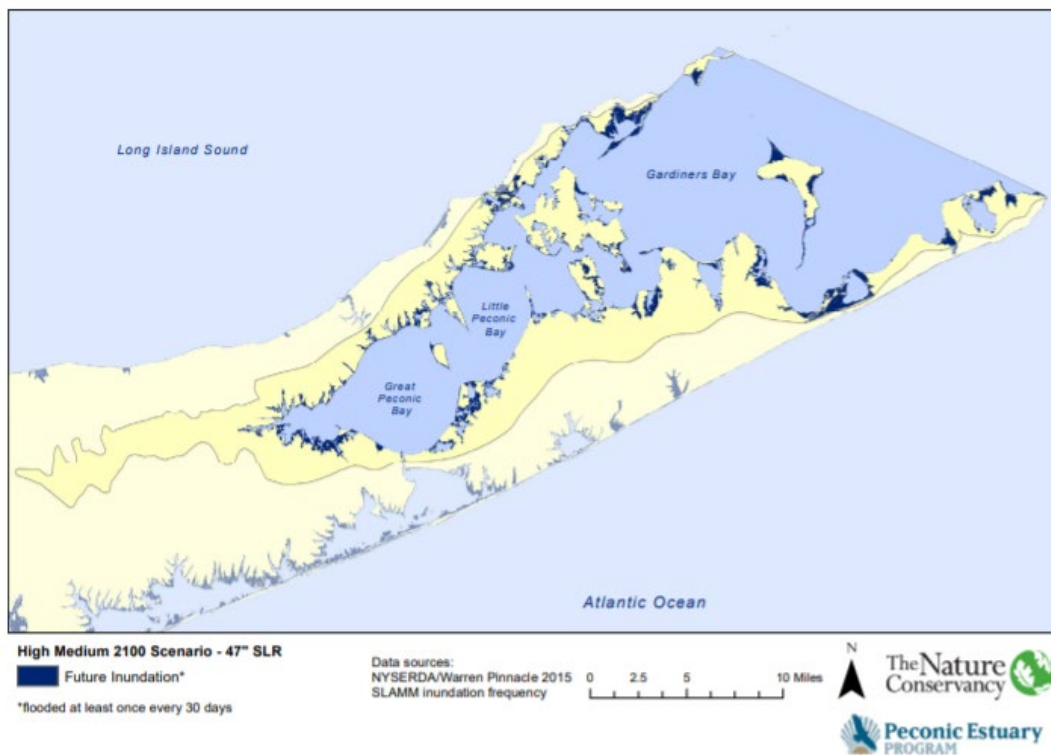 Long Island Sound
Gardiners Bay
Little
Peconic
Bay
Great
Peconic
Bay
Atlantic Ocean
High Medium 2100 Scenario - 47" SLR
Future Inundation*
*flooded at least once every 30 days
Data sources:
NYSERDA/Warren Pinnacle 2015
SLAMM inundation frequency
0 2.5 5 10 Miles
N
The Nature
Conservancy
Peconic Estuary
PROGRAM